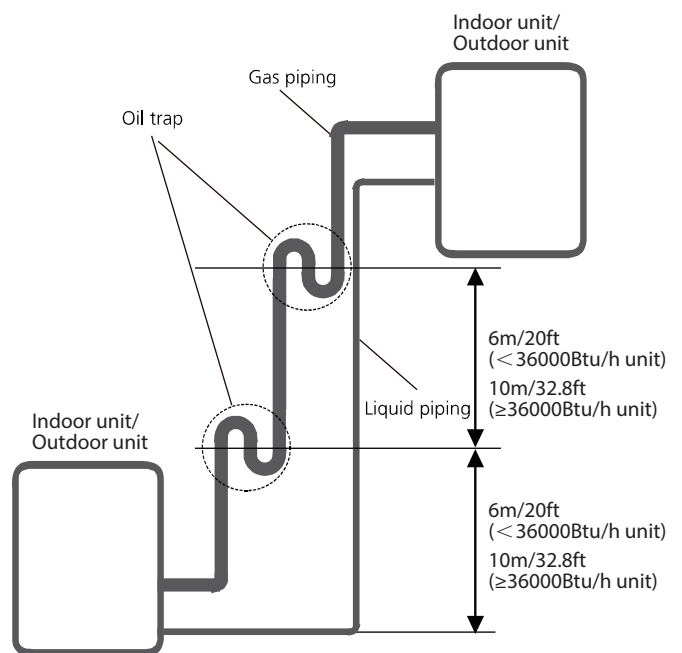 Indoor unit/
Outdoor unit
Gas piping
Oil trap
6m/20ft
(<36000Btu/h unit)
10m/32.8ft
(≥36000Btu/h unit)
Liquid piping
Indoor unit/
Outdoor unit
6m/20ft
(<36000Btu/h unit)
10m/32.8ft
(≥36000Btu/h unit)